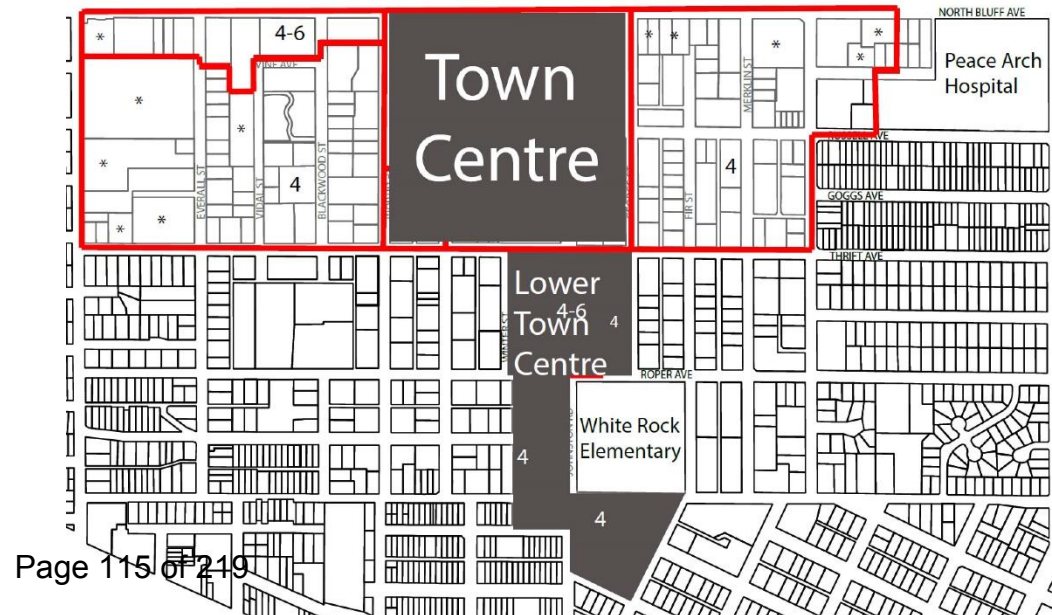 NORTH BLUFF AVE
*
4-6
Town
Centre
* *
*
*
*
Peace Arch
Hospital
VINE AVE
MERKLIN ST
*
*
RUSSELL AVE
*
EVERALL ST
VIDAL ST
4
BLACKWOOD ST
FIR ST
4
GOGGS AVE
*
*
THRIFT AVE
Lower
4-6
Town
4
Centre
ROPER AVE
White Rock
Elementary
JOHNSTON RD
4
4
Page 115 of 219